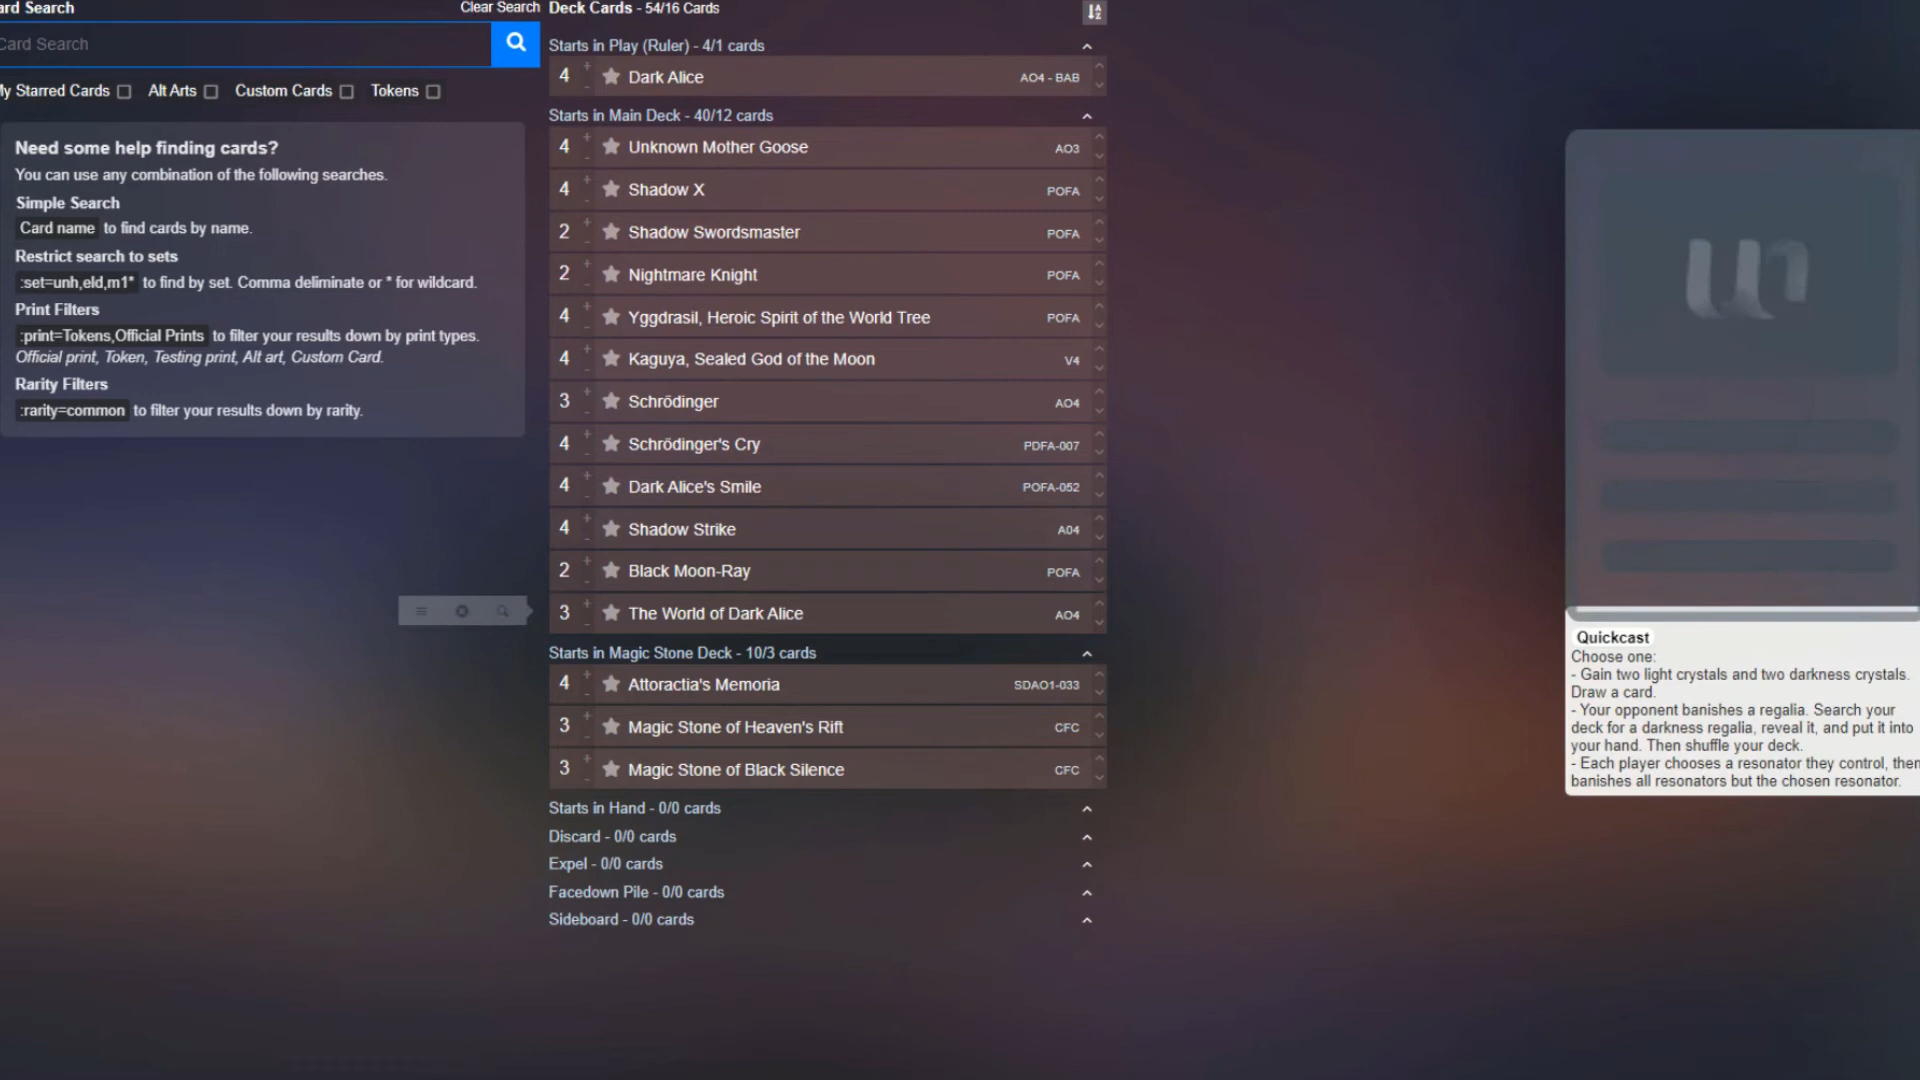 ard Search
Clear Search
Card Search
My Starred Cards
Alt Arts
Custom Cards
Tokens
Need some help finding cards?
You can use any combination of the following searches.
Simple Search
Card name to find cards by name.
Restrict search to sets
:set=unh,eld,m1* to find by set. Comma deliminate or * for wildcard.
Print Filters
:print=Tokens,Official Prints to filter your results down by print types.
Official print, Token, Testing print, Alt art, Custom Card.
Rarity Filters
:rarity=common to filter your results down by rarity.
Deck Cards - 54/16 Cards
Starts in Play (Ruler) - 4/1 cards
4 Dark Alice AO4 - BAB
Starts in Main Deck - 40/12 cards
4 Unknown Mother Goose AO3
4 Shadow X POFA
2 Shadow Swordsmaster POFA
2 Nightmare Knight POFA
4 Yggdrasil, Heroic Spirit of the World Tree POFA
4 Kaguya, Sealed God of the Moon V4
3 Schrödinger AO4
4 Schrödinger's Cry PDFA-007
4 Dark Alice's Smile POFA-052
4 Shadow Strike A04
2 Black Moon-Ray POFA
3 The World of Dark Alice AO4
Starts in Magic Stone Deck - 10/3 cards
4 Attoractia's Memoria SDAO1-033
3 Magic Stone of Heaven's Rift CFC
3 Magic Stone of Black Silence CFC
Starts in Hand - 0/0 cards
Discard - 0/0 cards
Expel - 0/0 cards
Facedown Pile - 0/0 cards
Sideboard - 0/0 cards
Quickcast
Choose one:
- Gain two light crystals and two darkness crystals.
Draw a card.
- Your opponent banishes a regalia. Search your
deck for a darkness regalia, reveal it, and put it into
your hand. Then shuffle your deck.
- Each player chooses a resonator they control, then
banishes all resonators but the chosen resonator.